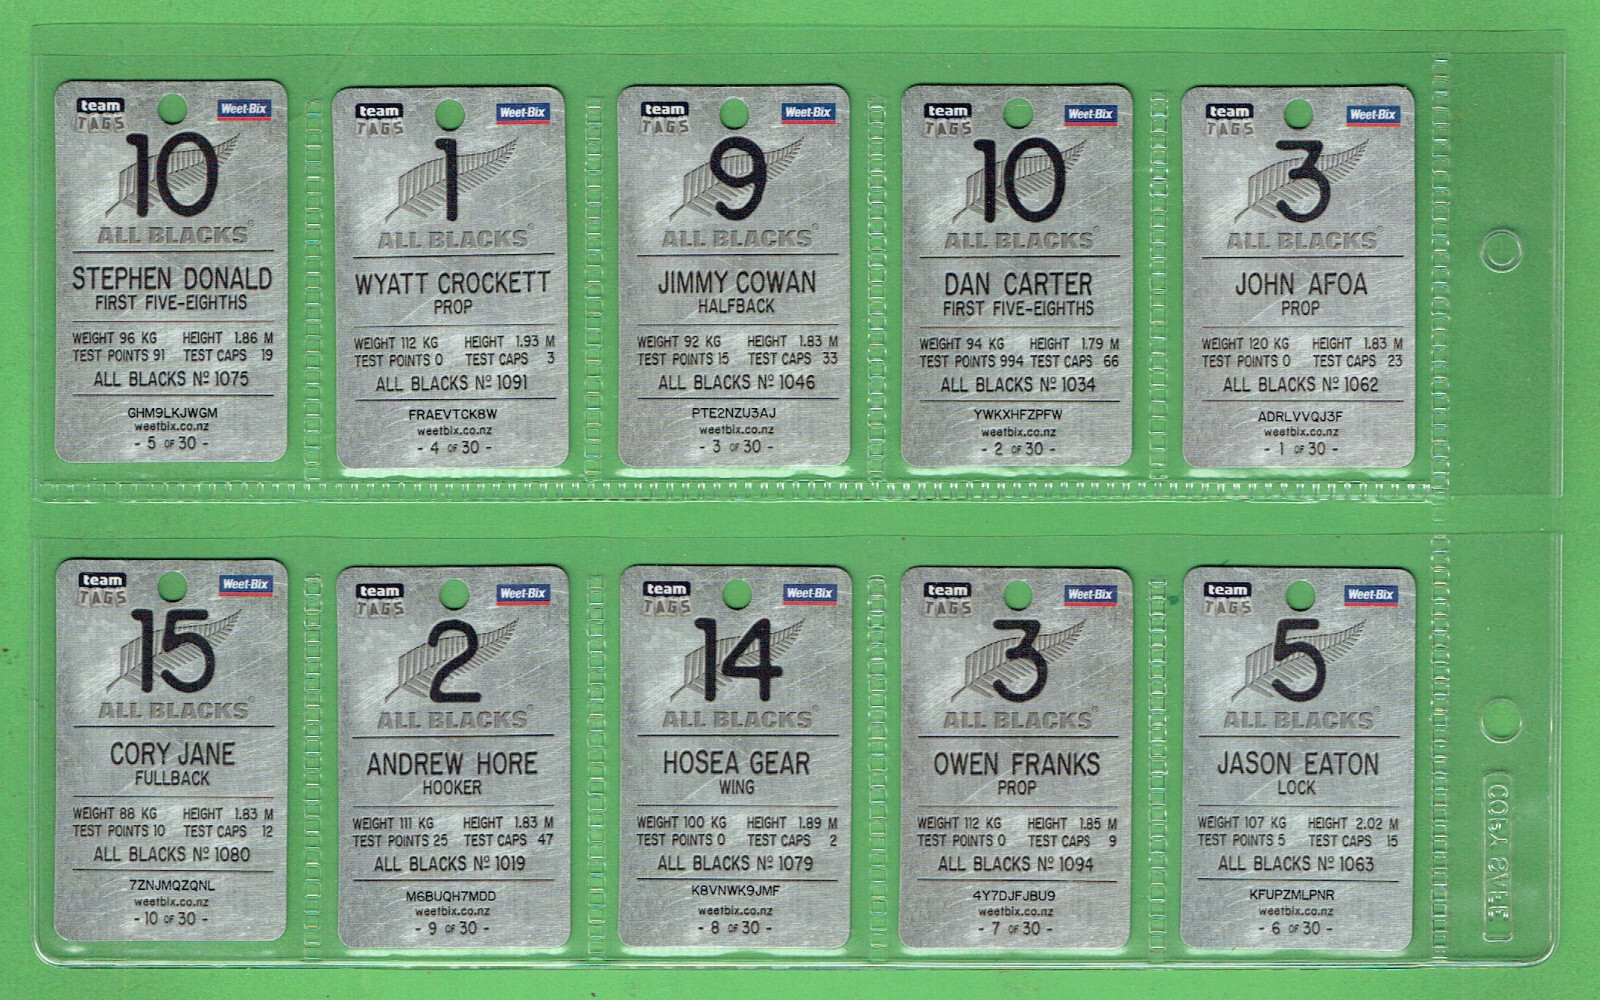 team
TAGS
Weet-Bix
10
ALL BLACKS®
STEPHEN DONALD
FIRST FIVE-EIGHTHS
WEIGHT 96 KG HEIGHT 1.86 M
TEST POINTS 91 TEST CAPS 19
ALL BLACKS Nº 1075
GHM9LKJWGM
weetbix.co.nz
- 5 OF 30 -
team
TAGS
Weet-Bix
1
ALL BLACKS®
WYATT CROCKETT
PROP
WEIGHT 112 KG HEIGHT 1.93 M
TEST POINTS 0 TEST CAPS 3
ALL BLACKS Nº 1091
FRAEVTCK8W
weetbix.co.nz
- 4 OF 30 -
team
TAGS
Weet-Bix
9
ALL BLACKS®
JIMMY COWAN
HALFBACK
WEIGHT 92 KG HEIGHT 1.83 M
TEST POINTS 15 TEST CAPS 33
ALL BLACKS Nº 1046
PTE2NZU3AJ
weetbix.co.nz
- 3 OF 30 -
team
TAGS
Weet-Bix
10
ALL BLACKS®
DAN CARTER
FIRST FIVE-EIGHTHS
WEIGHT 94 KG HEIGHT 1.79 M
TEST POINTS 994 TEST CAPS 66
ALL BLACKS Nº 1034
YWKXHFZPFW
weetbix.co.nz
- 2 OF 30 -
team
TAGS
Weet-Bix
3
ALL BLACKS®
JOHN AFOA
PROP
WEIGHT 120 KG HEIGHT 1.83 M
TEST POINTS 0 TEST CAPS 23
ALL BLACKS Nº 1062
ADRLVVQJ3F
weetbix.co.nz
- 1 OF 30 -
team
TAGS
Weet-Bix
15
ALL BLACKS®
CORY JANE
FULLBACK
WEIGHT 88 KG HEIGHT 1.83 M
TEST POINTS 10 TEST CAPS 12
ALL BLACKS Nº 1080
7ZNJMQZQNL
weetbix.co.nz
- 10 OF 30 -
team
TAGS
Weet-Bix
2
ALL BLACKS®
ANDREW HORE
HOOKER
WEIGHT 111 KG HEIGHT 1.83 M
TEST POINTS 25 TEST CAPS 47
ALL BLACKS Nº 1019
M6BUQH7MDD
weetbix.co.nz
- 9 OF 30 -
team
TAGS
Weet-Bix
14
ALL BLACKS®
HOSEA GEAR
WING
WEIGHT 100 KG HEIGHT 1.89 M
TEST POINTS 0 TEST CAPS 2
ALL BLACKS Nº 1079
K8VNWK9JMF
weetbix.co.nz
- 8 OF 30 -
team
TAGS
Weet-Bix
3
ALL BLACKS®
OWEN FRANKS
PROP
WEIGHT 112 KG HEIGHT 1.85 M
TEST POINTS 0 TEST CAPS 9
ALL BLACKS Nº 1094
4Y7DJFJBU9
weetbix.co.nz
- 7 OF 30 -
team
TAGS
Weet-Bix
5
ALL BLACKS®
JASON EATON
LOCK
WEIGHT 107 KG HEIGHT 2.02 M
TEST POINTS 5 TEST CAPS 15
ALL BLACKS Nº 1063
KFUPZMLPNR
weetbix.co.nz
- 6 OF 30 -
COPY SAFE